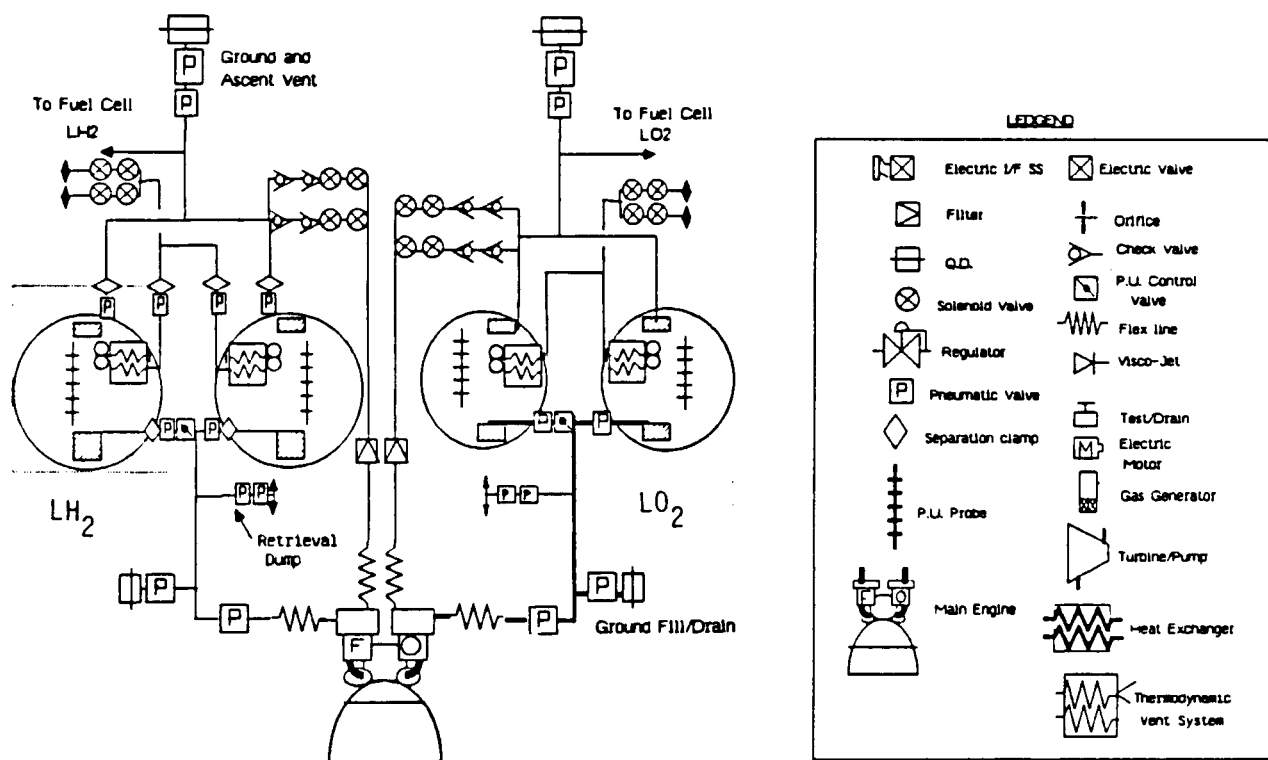 P
Ground and
Ascent Vent
P
To Fuel Cell
LH2
P
P
To Fuel Cell
LO2
P
P
P
P
P
P
P
P
P
LH2
P
P
Retrieval
Dump
LO2
P
P
P
P
P
P
Ground Fill/Drain
F
O
LEDGEND
Electric I/F SS
Electric valve
Filter
Orifice
Q.D.
Check valve
Solenoid Valve
P.U. Control
valve
Regulator
Flex line
P
Pneumatic Valve
Visco-Jet
Separation clamp
Test/Drain
M
Electric
Motor
P.U. Probe
Gas Generator
Turbine/Pump
F
O
Main Engine
Heat Exchanger
Thermodynamic
Vent System